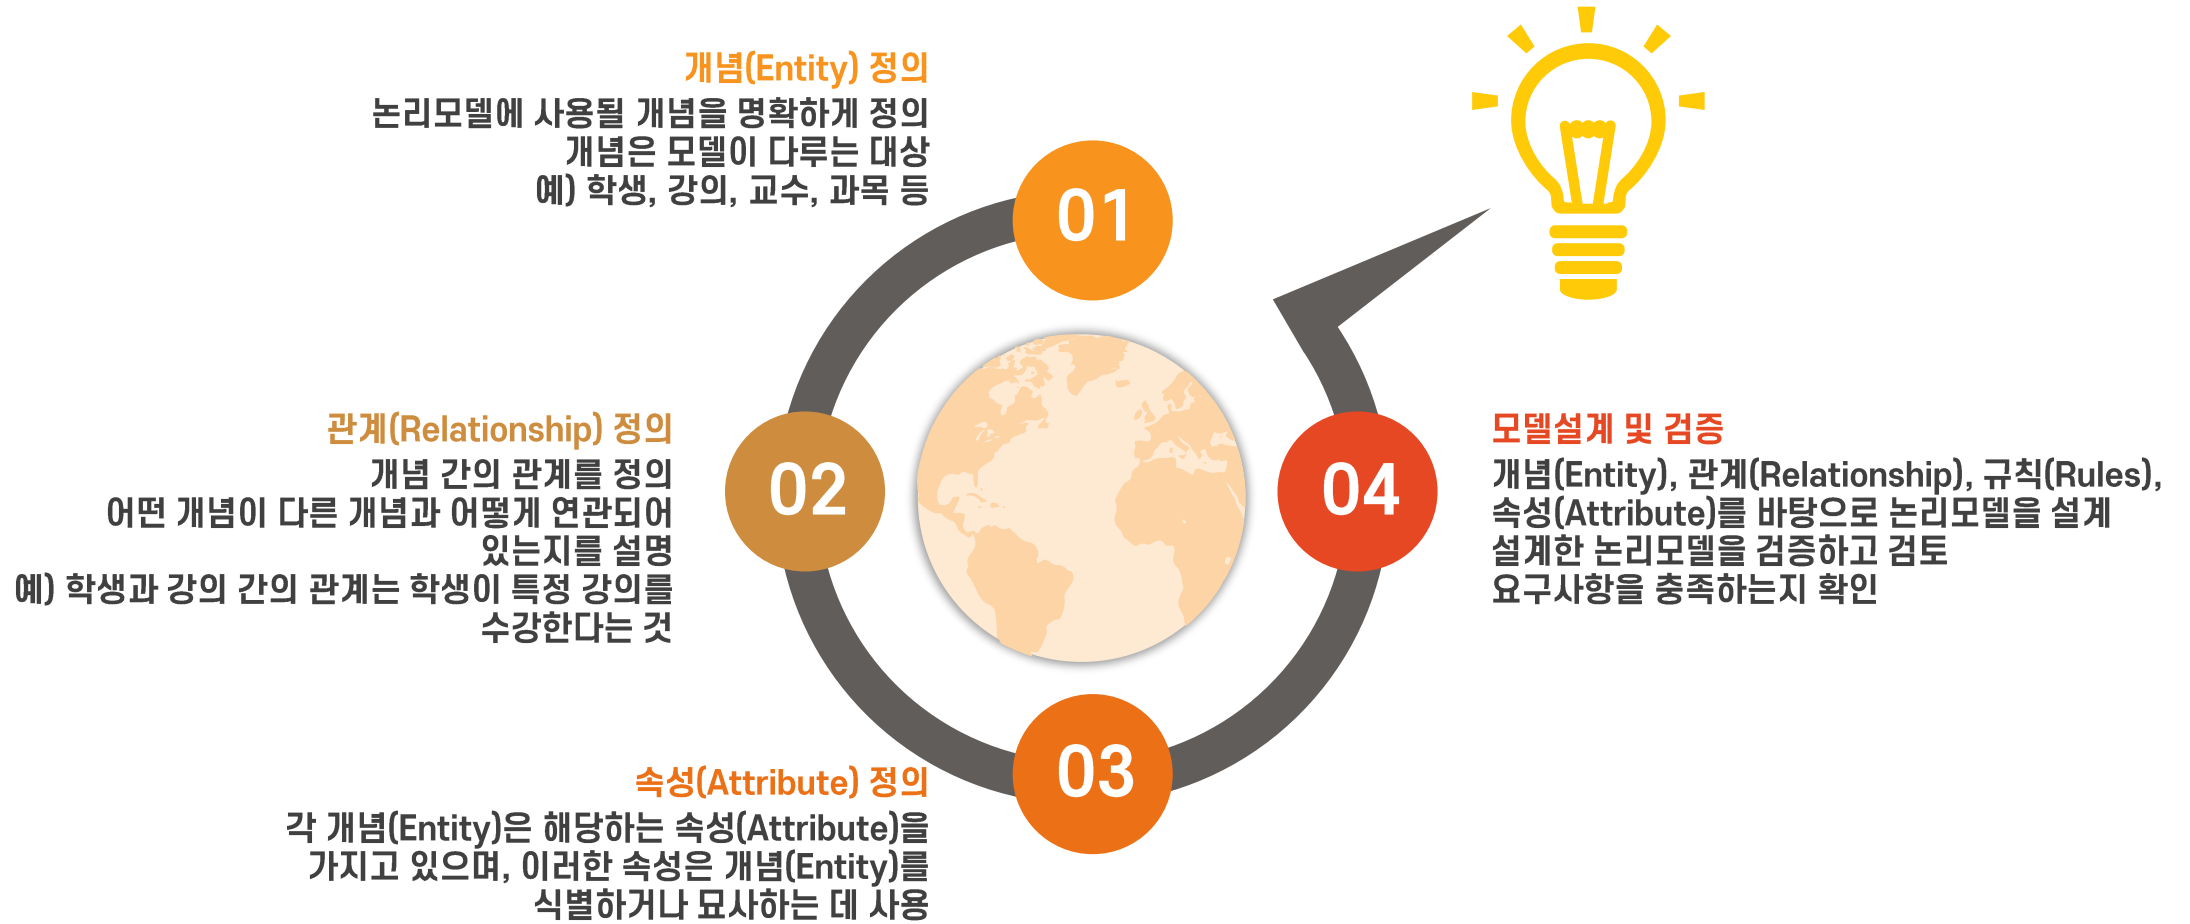 개념(Entity) 정의
논리모델에 사용될 개념을 명확하게 정의
개념은 모델이 다루는 대상
예) 학생, 강의, 교수, 과목 등
01
관계(Relationship) 정의
개념 간의 관계를 정의
어떤 개념이 다른 개념과 어떻게 연관되어
있는지를 설명
예) 학생과 강의 간의 관계는 학생이 특정 강의를
수강한다는 것
02
속성(Attribute) 정의
각 개념(Entity)은 해당하는 속성(Attribute)을
가지고 있으며, 이러한 속성은 개념(Entity)를
식별하거나 묘사하는 데 사용
03
04
모델설계 및 검증
개념(Entity), 관계(Relationship), 규칙(Rules),
속성(Attribute)를 바탕으로 논리모델을 설계
설계한 논리모델을 검증하고 검토
요구사항을 충족하는지 확인